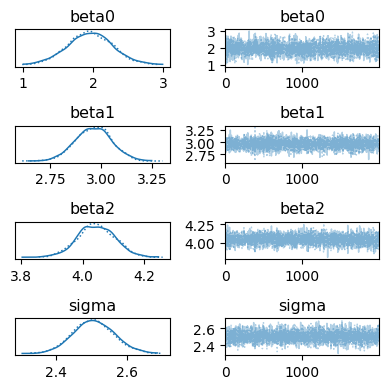 beta0 beta0
3
2
1
1 2 3 0 1000
beta1 beta1
3.25
3.00
2.75
2.75 3.00 3.25 0 1000
beta2 beta2
4.25
4.00
3.8 4.0 4.2 0 1000
sigma sigma
2.6
2.4
2.4 2.6 0 1000